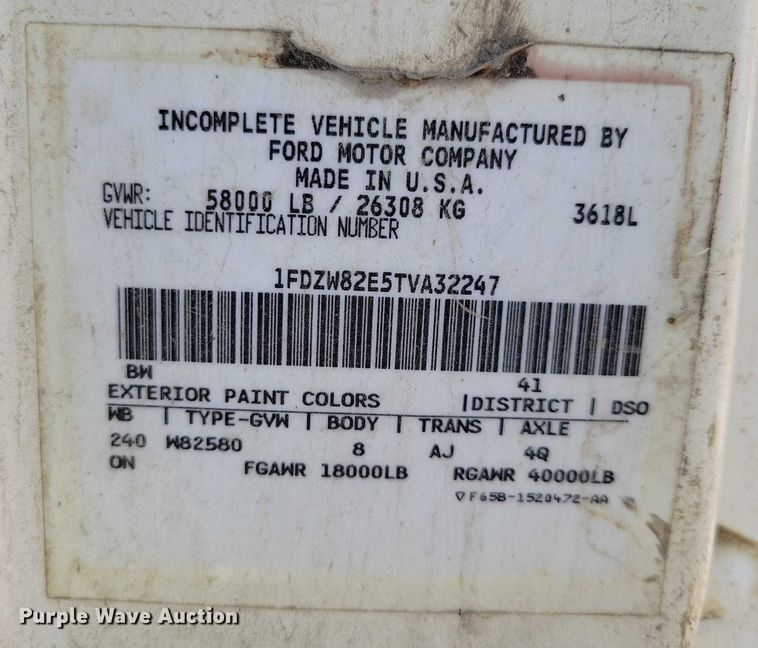 INCOMPLETE VEHICLE MANUFACTURED BY
FORD MOTOR COMPANY
MADE IN U.S.A.
GVWR: 58000 LB / 26308 KG 3618L
VEHICLE IDENTIFICATION NUMBER
1FDZW82E5TVA32247
BW 41
EXTERIOR PAINT COLORS |DISTRICT | DSO
WB | TYPE-GVW | BODY | TRANS | AXLE
240 W82580 8 AJ 4Q
ON FGAWR 18000LB RGAWR 40000LB
▽ F65B-1520472-AA
Purple Wave Auction